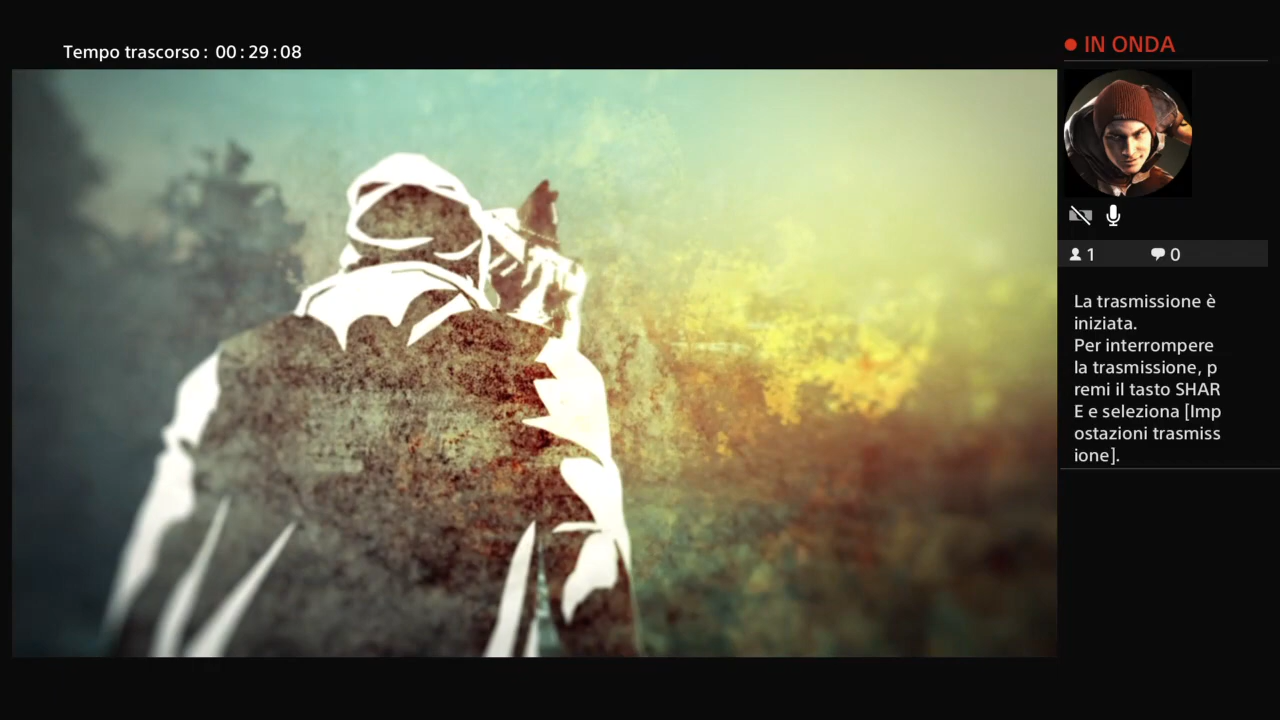 Tempo trascorso : 00:29:08
IN ONDA
1 0
La trasmissione è
iniziata.
Per interrompere
la trasmissione, p
remi il tasto SHAR
E e seleziona [Imp
ostazioni trasmiss
ione].